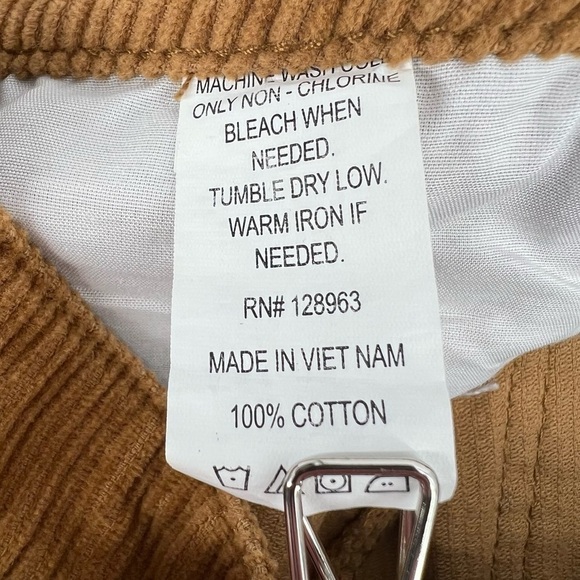 MACHINE WASH COLD
ONLY NON - CHLORINE
BLEACH WHEN
NEEDED.
TUMBLE DRY LOW.
WARM IRON IF
NEEDED.
RN# 128963
MADE IN VIET NAM
100% COTTON